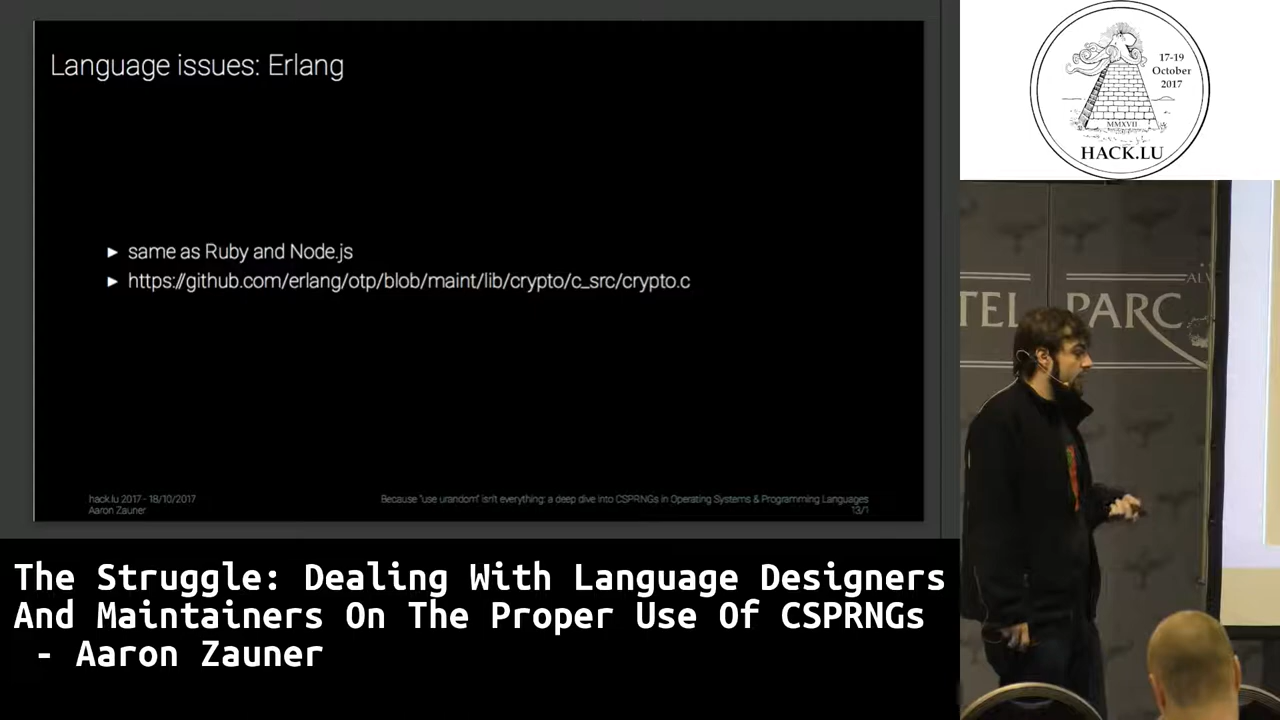 Language issues: Erlang
► same as Ruby and Node.js
► https://github.com/erlang/otp/blob/maint/lib/crypto/c_src/crypto.c
hack.lu 2017 - 18/10/2017
Aaron Zauner
Because "use urandom" isn't everything: a deep dive into CSPRNGs in Operating Systems & Programming Languages
13/1
17-19
October
2017
MMXVII
HACK.LU
TEL PARC
The Struggle: Dealing With Language Designers
And Maintainers On The Proper Use Of CSPRNGs
- Aaron Zauner